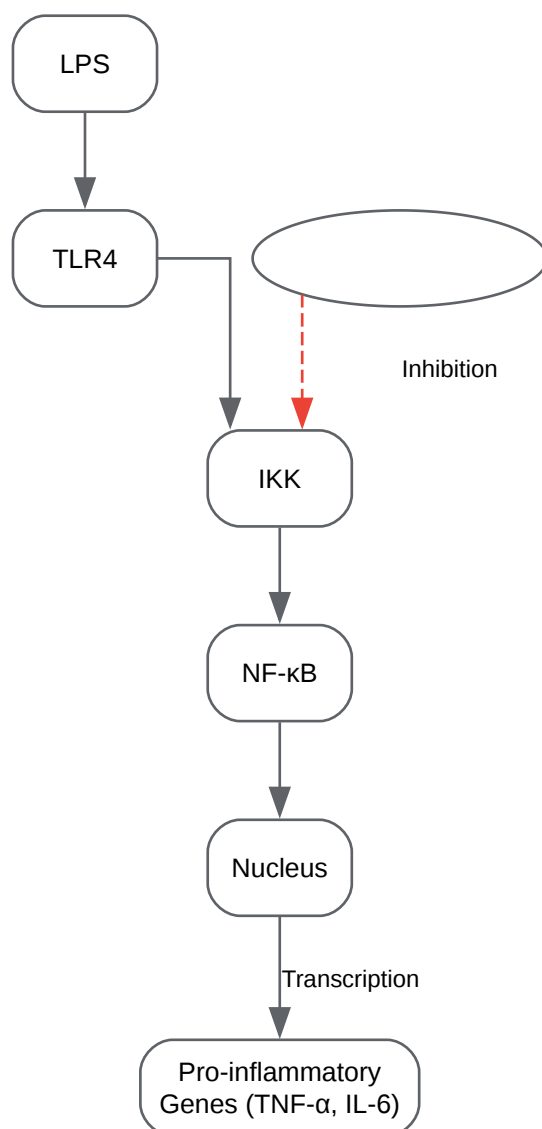 LPS
TLR4
Inhibition
IKK
NF-κB
Nucleus
Transcription
Pro-inflammatory
Genes (TNF-α, IL-6)